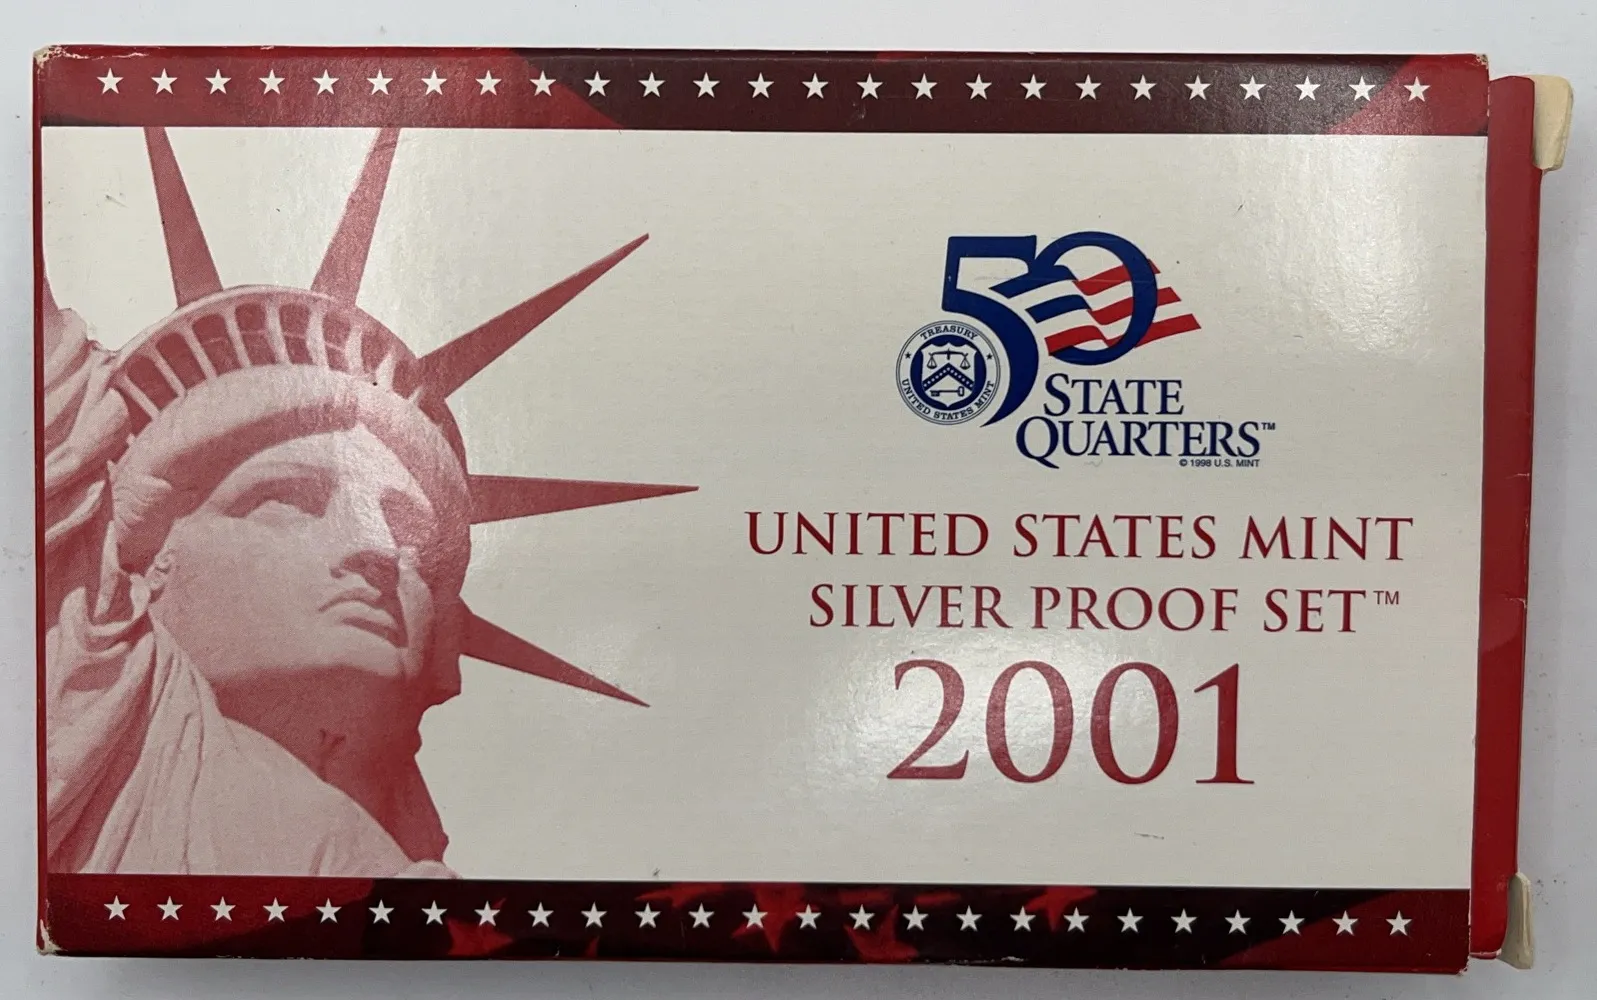 50
TREASURY
UNITED STATES MINT
STATE
QUARTERS™
© 1998 U.S. MINT
UNITED STATES MINT
SILVER PROOF SET™
2001